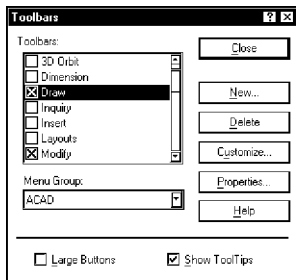 Toolbars
Toolbars:
3D Orbit
Dimension
Draw
Inquiry
Insert
Layouts
Modify
Menu Group:
ACAD
Close
New...
Delete
Customize...
Properties...
Help
Large Buttons
Show ToolTips